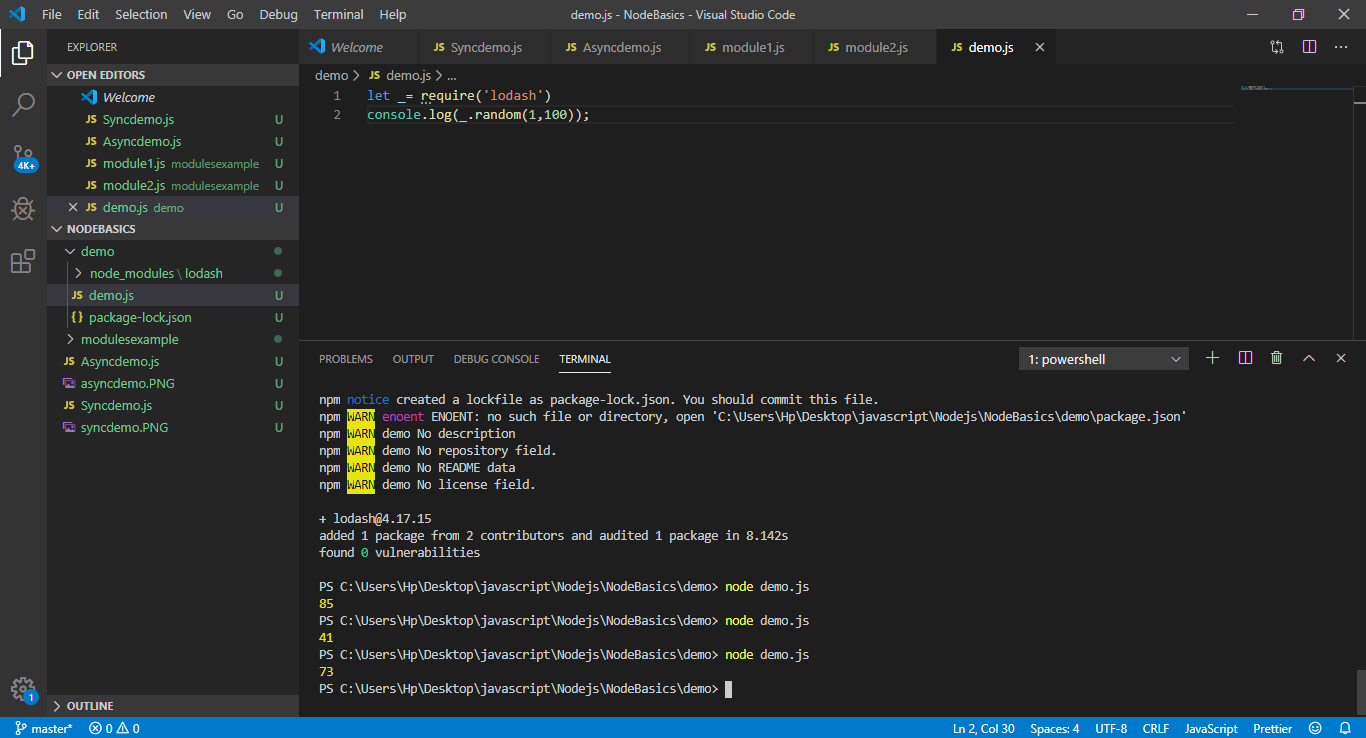 File Edit Selection View Go Debug Terminal Help
demo.js - NodeBasics - Visual Studio Code
EXPLORER
OPEN EDITORS
Welcome
JS Syncdemo.js U
JS Asyncdemo.js U
JS module1.js modulesexample U
JS module2.js modulesexample U
JS demo.js demo U
NODEBASICS
demo
node_modules \ lodash
JS demo.js U
{} package-lock.json U
modulesexample
JS Asyncdemo.js U
asyncdemo.PNG U
JS Syncdemo.js U
syncdemo.PNG U
OUTLINE
4K+
1
Welcome
JS Syncdemo.js
JS Asyncdemo.js
JS module1.js
JS module2.js
JS demo.js
demo > JS demo.js > ...
1 let _= require('lodash')
2 console.log(_.random(1,100));
PROBLEMS OUTPUT DEBUG CONSOLE TERMINAL
1: powershell
npm notice created a lockfile as package-lock.json. You should commit this file.
npm WARN enoent ENOENT: no such file or directory, open 'C:\Users\Hp\Desktop\javascript\Nodejs\NodeBasics\demo\package.json'
npm WARN demo No description
npm WARN demo No repository field.
npm WARN demo No README data
npm WARN demo No license field.
+ lodash@4.17.15
added 1 package from 2 contributors and audited 1 package in 8.142s
found 0 vulnerabilities
PS C:\Users\Hp\Desktop\javascript\Nodejs\NodeBasics\demo> node demo.js
85
PS C:\Users\Hp\Desktop\javascript\Nodejs\NodeBasics\demo> node demo.js
41
PS C:\Users\Hp\Desktop\javascript\Nodejs\NodeBasics\demo> node demo.js
73
PS C:\Users\Hp\Desktop\javascript\Nodejs\NodeBasics\demo>
master* 0 0
Ln 2, Col 30 Spaces: 4 UTF-8 CRLF JavaScript Prettier